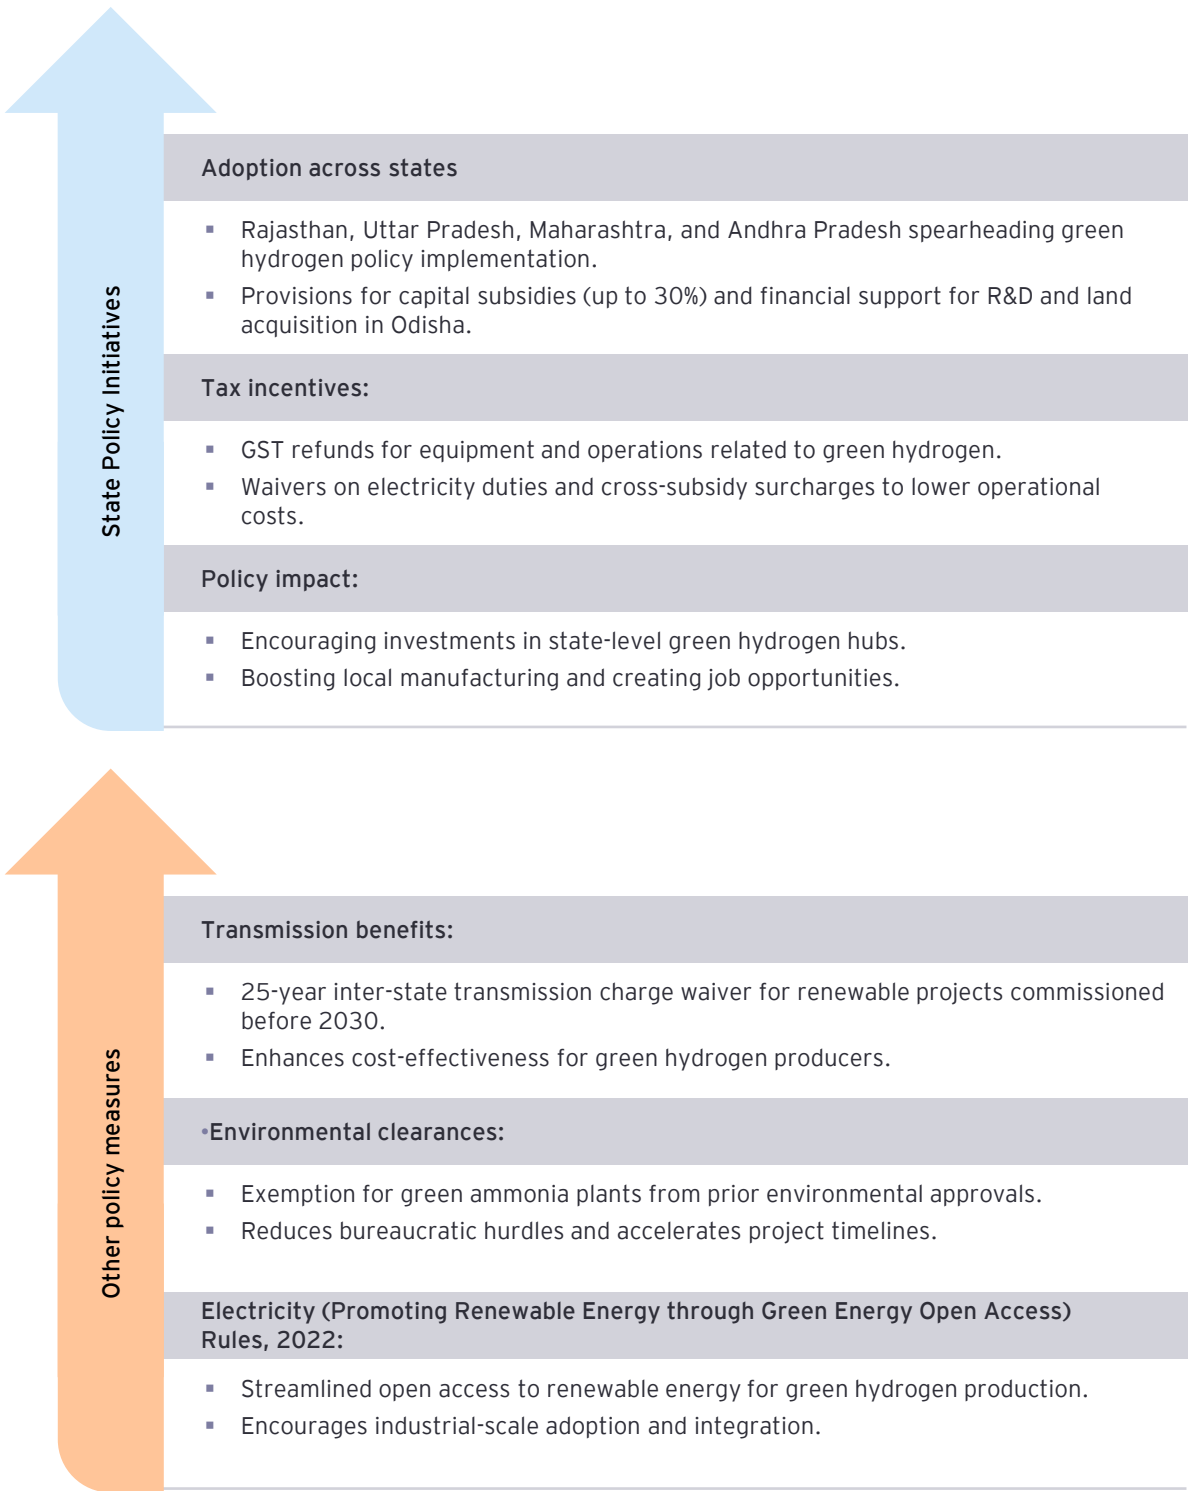 State Policy Initiatives
Adoption across states
▪ Rajasthan, Uttar Pradesh, Maharashtra, and Andhra Pradesh spearheading green
hydrogen policy implementation.
▪ Provisions for capital subsidies (up to 30%) and financial support for R&D and land
acquisition in Odisha.
Tax incentives:
▪ GST refunds for equipment and operations related to green hydrogen.
▪ Waivers on electricity duties and cross-subsidy surcharges to lower operational
costs.
Policy impact:
▪ Encouraging investments in state-level green hydrogen hubs.
▪ Boosting local manufacturing and creating job opportunities.
Other policy measures
Transmission benefits:
▪ 25-year inter-state transmission charge waiver for renewable projects commissioned
before 2030.
▪ Enhances cost-effectiveness for green hydrogen producers.
•Environmental clearances:
▪ Exemption for green ammonia plants from prior environmental approvals.
▪ Reduces bureaucratic hurdles and accelerates project timelines.
Electricity (Promoting Renewable Energy through Green Energy Open Access)
Rules, 2022:
▪ Streamlined open access to renewable energy for green hydrogen production.
▪ Encourages industrial-scale adoption and integration.